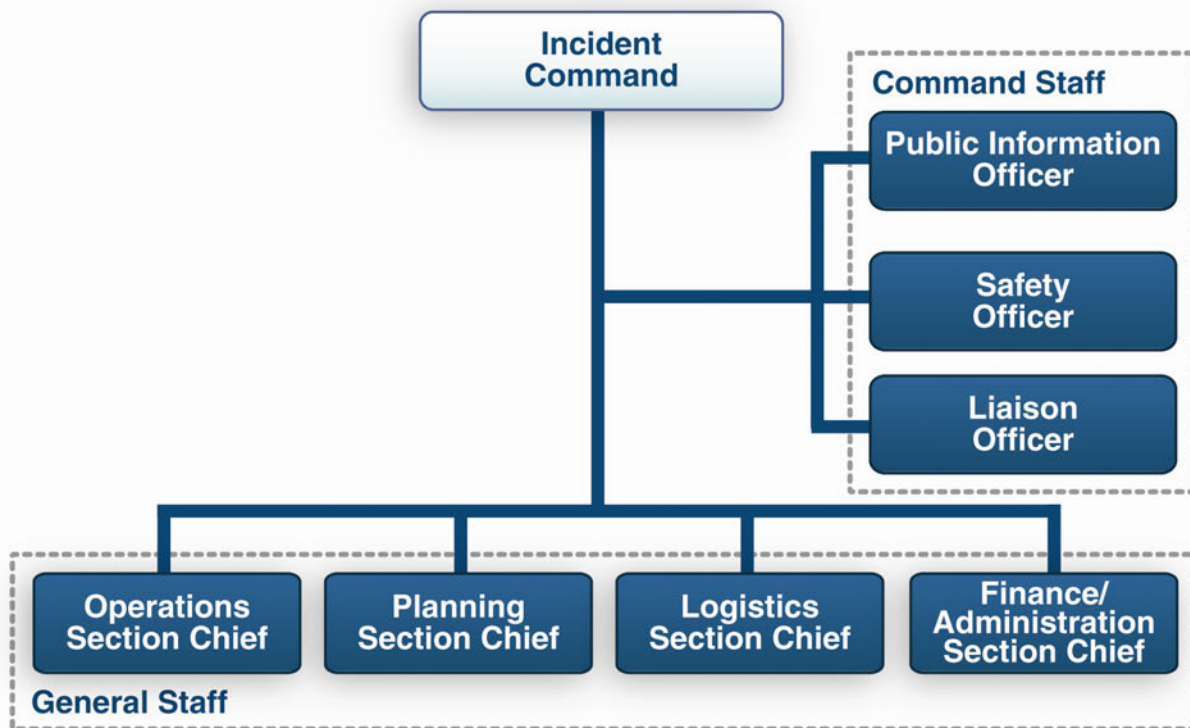 Incident
Command
Command Staff
Public Information
Officer
Safety
Officer
Liaison
Officer
Operations
Section Chief
Planning
Section Chief
Logistics
Section Chief
Finance/
Administration
Section Chief
General Staff